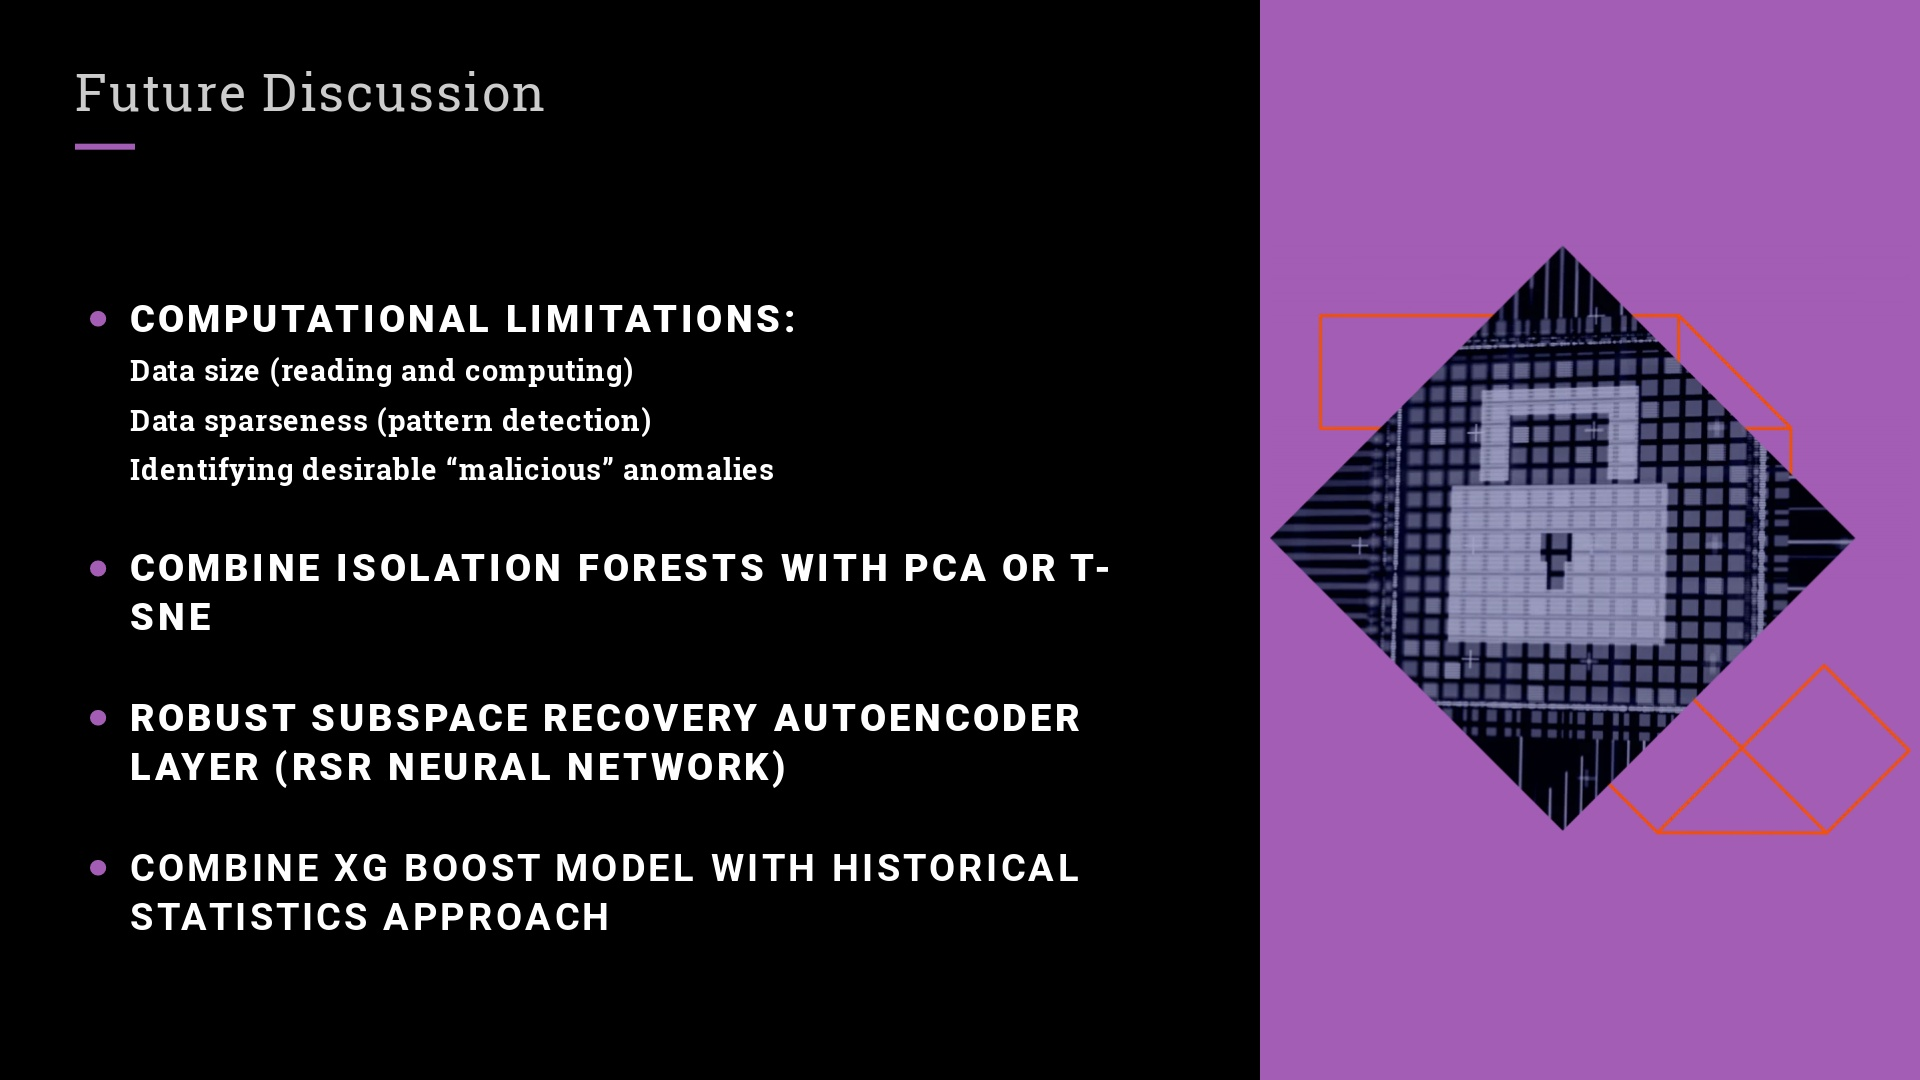 Future Discussion
COMPUTATIONAL LIMITATIONS:
Data size (reading and computing)
Data sparseness (pattern detection)
Identifying desirable “malicious” anomalies
COMBINE ISOLATION FORESTS WITH PCA OR T-
SNE
ROBUST SUBSPACE RECOVERY AUTOENCODER
LAYER (RSR NEURAL NETWORK)
COMBINE XG BOOST MODEL WITH HISTORICAL
STATISTICS APPROACH